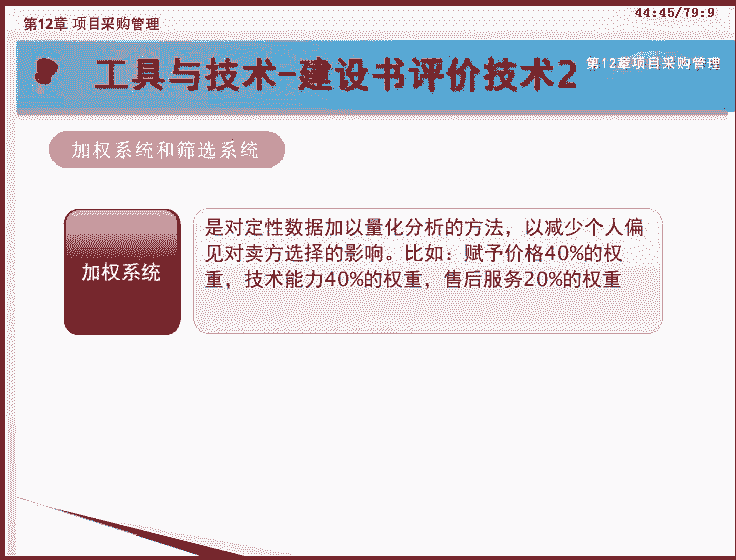 44:45/79:9
第12章 项目采购管理
工具与技术-建设书评价技术2
第12章项目采购管理
加权系统和筛选系统
加权系统
是对定性数据加以量化分析的方法，以减少个人偏
见对卖方选择的影响。比如：赋予价格40%的权
重，技术能力40%的权重，售后服务20%的权重